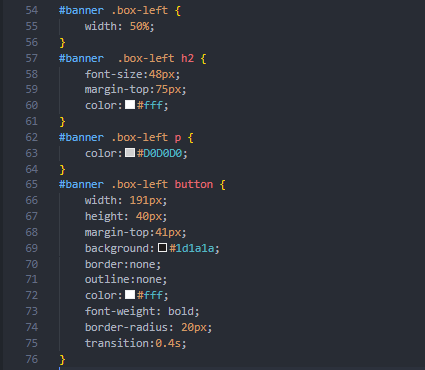 54 #banner .box-left {
55     width: 50%;
56 }
57 #banner  .box-left h2 {
58     font-size:48px;
59     margin-top:75px;
60     color:#fff;
61 }
62 #banner .box-left p {
63     color:#D0D0D0;
64 }
65 #banner .box-left button {
66     width: 191px;
67     height: 40px;
68     margin-top:41px;
69     background:#1d1a1a;
70     border:none;
71     outline:none;
72     color:#fff;
73     font-weight: bold;
74     border-radius: 20px;
75     transition:0.4s;
76 }